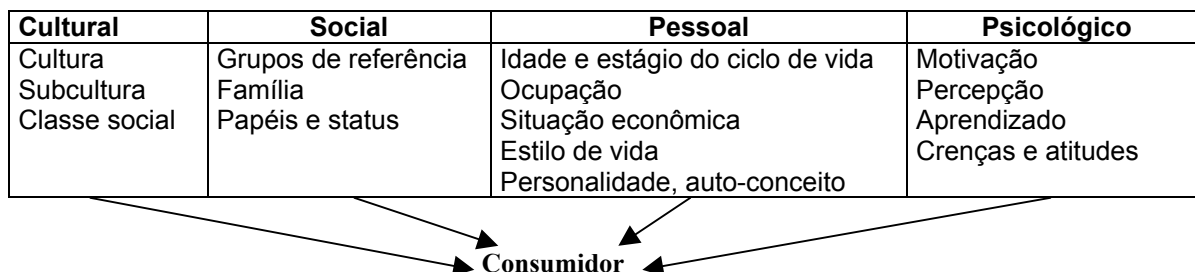 Cultural Social Pessoal Psicológico
Cultura Grupos de referência Idade e estágio do ciclo de vida Motivação
Subcultura Família Ocupação Percepção
Classe social Papéis e status Situação econômica Aprendizado
Estilo de vida Crenças e atitudes
Personalidade, auto-conceito
Consumidor